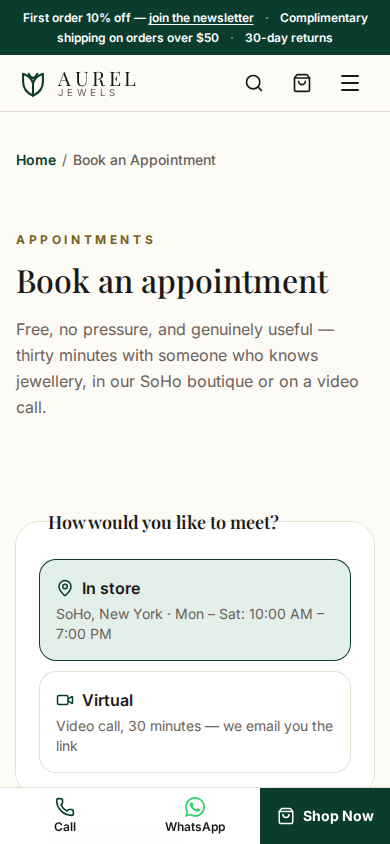 First order 10% off — join the newsletter · Complimentary
shipping on orders over $50 · 30-day returns
AUREL
JEWELS
Home / Book an Appointment
APPOINTMENTS
Book an appointment
Free, no pressure, and genuinely useful —
thirty minutes with someone who knows
jewellery, in our SoHo boutique or on a video
call.
How would you like to meet?
In store
SoHo, New York · Mon – Sat: 10:00 AM –
7:00 PM
Virtual
Video call, 30 minutes — we email you the
link
Call
WhatsApp
Shop Now